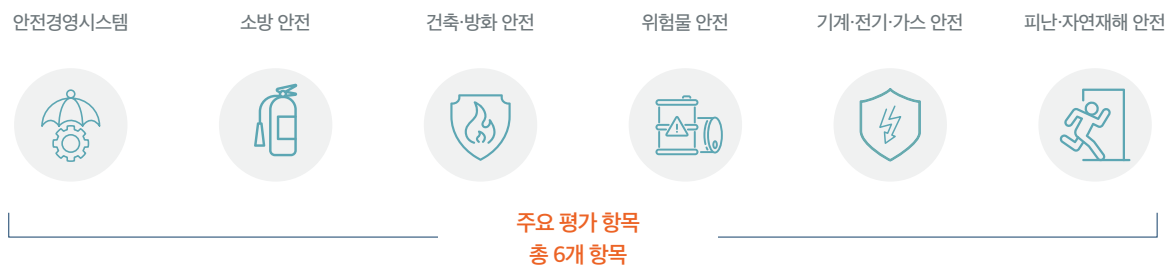 안전경영시스템
소방 안전
건축·방화 안전
위험물 안전
기계·전기·가스 안전
피난·자연재해 안전
주요 평가 항목
총 6개 항목